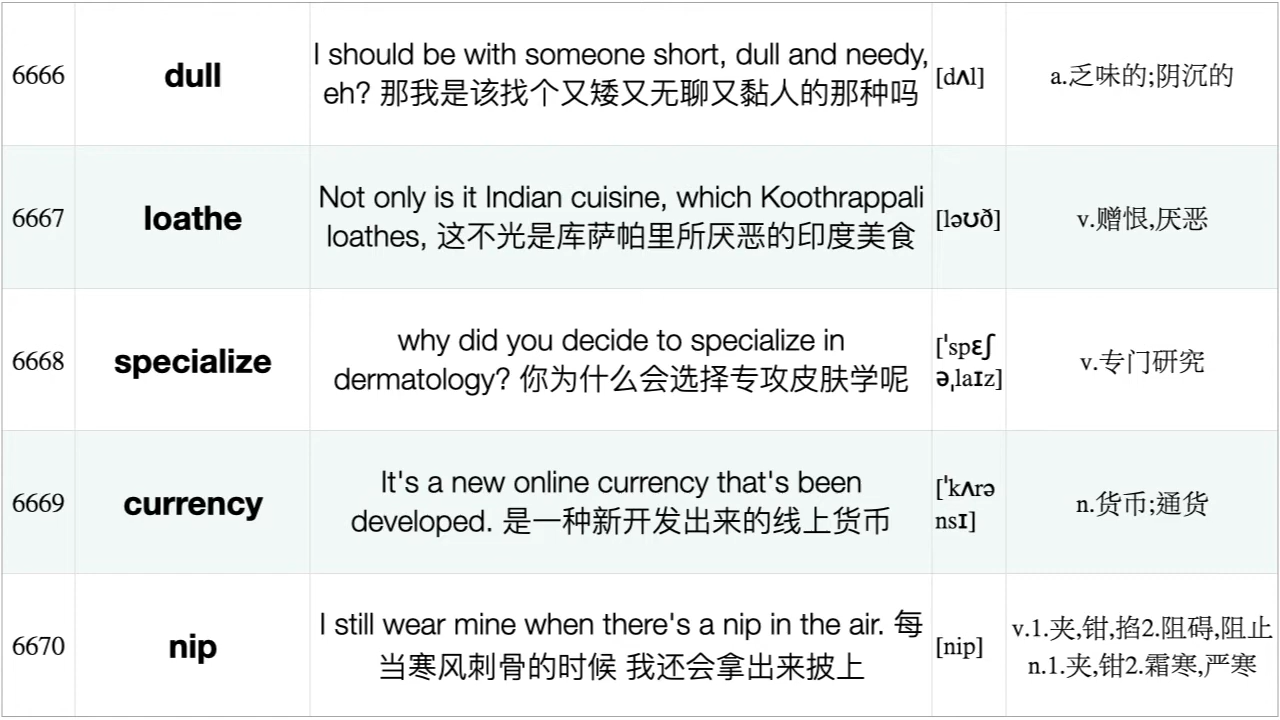 6666
dull
I should be with someone short, dull and needy,
eh? 那我是该找个又矮又无聊又黏人的那种吗
[dʌl]
a.乏味的;阴沉的
6667
loathe
Not only is it Indian cuisine, which Koothrappali
loathes, 这不光是库萨帕里所厌恶的印度美食
[ləʊð]
v.赠恨,厌恶
6668
specialize
why did you decide to specialize in
dermatology? 你为什么会选择专攻皮肤学呢
[ˈspɛʃ
əˌlaɪz]
v.专门研究
6669
currency
It's a new online currency that's been
developed. 是一种新开发出来的线上货币
[ˈkʌrə
nsɪ]
n.货币;通货
6670
nip
I still wear mine when there's a nip in the air. 每
当寒风刺骨的时候 我还会拿出来披上
[nip]
v.1.夹,钳,掐2.阻碍,阻止
n.1.夹,钳2.霜寒,严寒